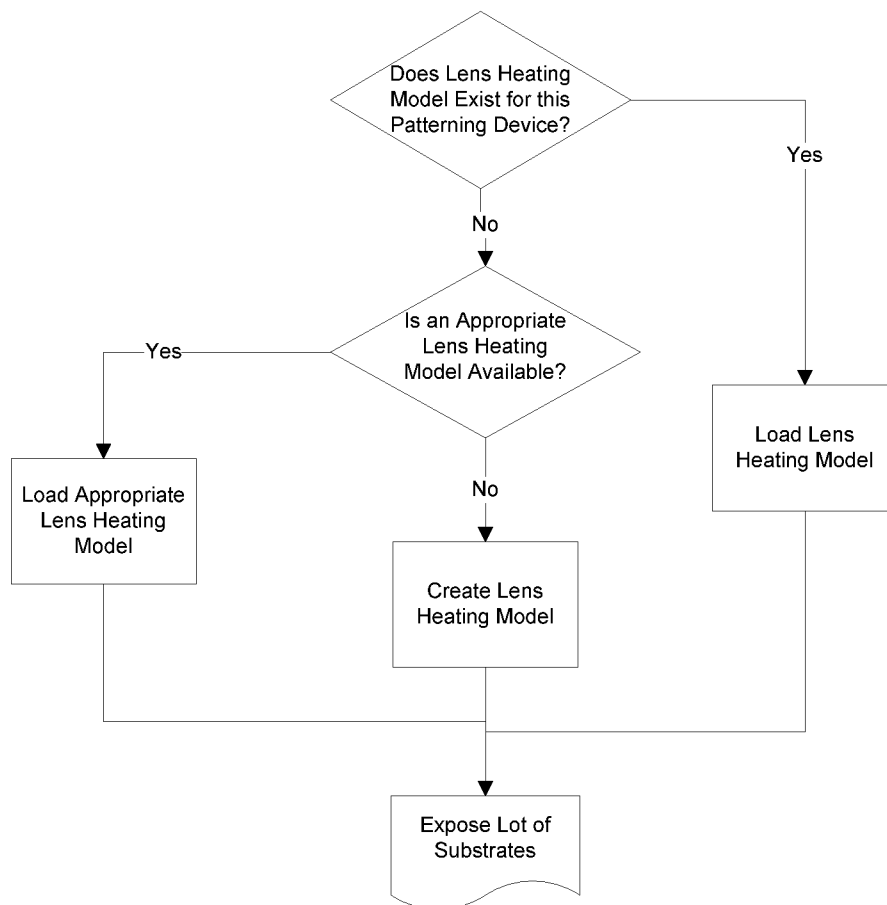 Does Lens Heating
Model Exist for this
Patterning Device?
Yes
No
Is an Appropriate
Lens Heating
Model Available?
Yes
Load Lens
Heating Model
Load Appropriate
Lens Heating
Model
No
Create Lens
Heating Model
Expose Lot of
Substrates